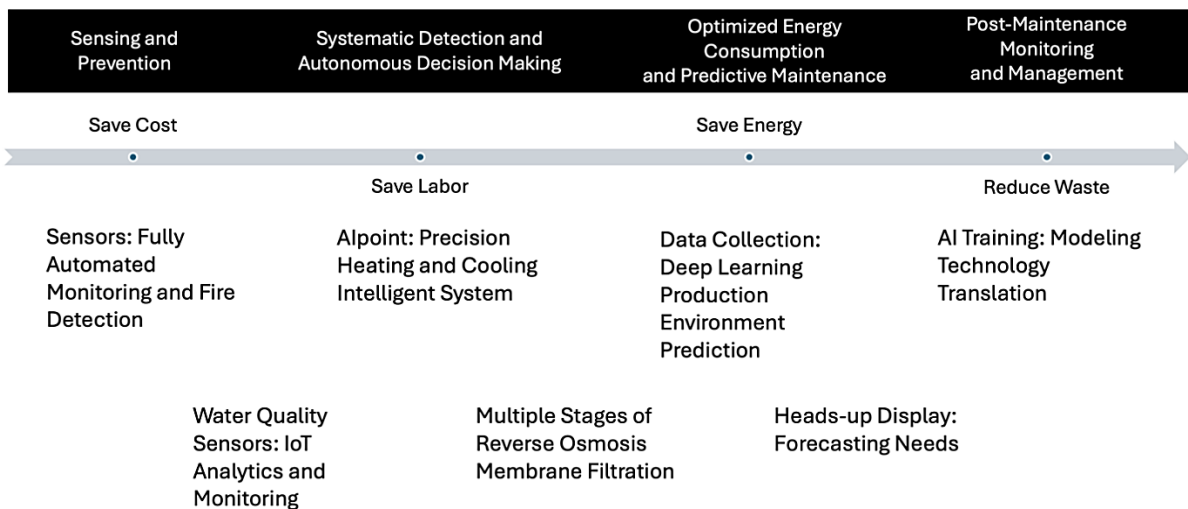 Sensing and
Prevention
Systematic Detection and
Autonomous Decision Making
Optimized Energy
Consumption
and Predictive Maintenance
Post-Maintenance
Monitoring
and Management
Save Cost
Save Labor
Save Energy
Reduce Waste
Sensors: Fully
Automated
Monitoring and Fire
Detection
AIpoint: Precision
Heating and Cooling
Intelligent System
Data Collection:
Deep Learning
Production
Environment
Prediction
AI Training: Modeling
Technology
Translation
Water Quality
Sensors: IoT
Analytics and
Monitoring
Multiple Stages of
Reverse Osmosis
Membrane Filtration
Heads-up Display:
Forecasting Needs